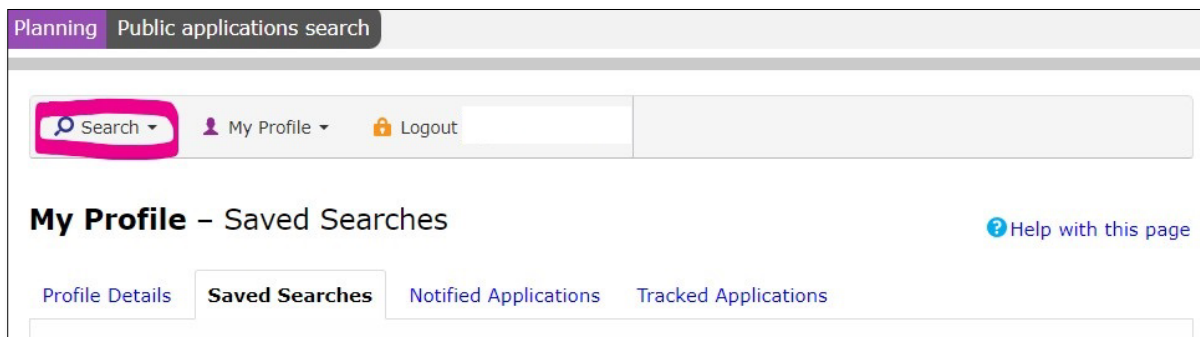 Planning Public applications search
Search My Profile Logout
My Profile – Saved Searches
Help with this page
Profile Details Saved Searches Notified Applications Tracked Applications